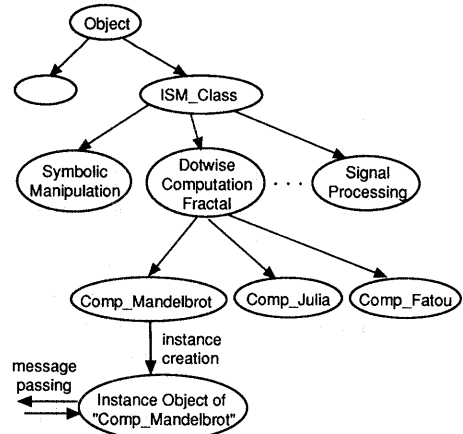 Object
ISM_Class
Symbolic
Manipulation
Dotwise
Computation
Fractal
. . .
Signal
Processing
Comp_Mandelbrot
Comp_Julia
Comp_Fatou
instance
creation
message
passing
Instance Object of
"Comp_Mandelbrot"